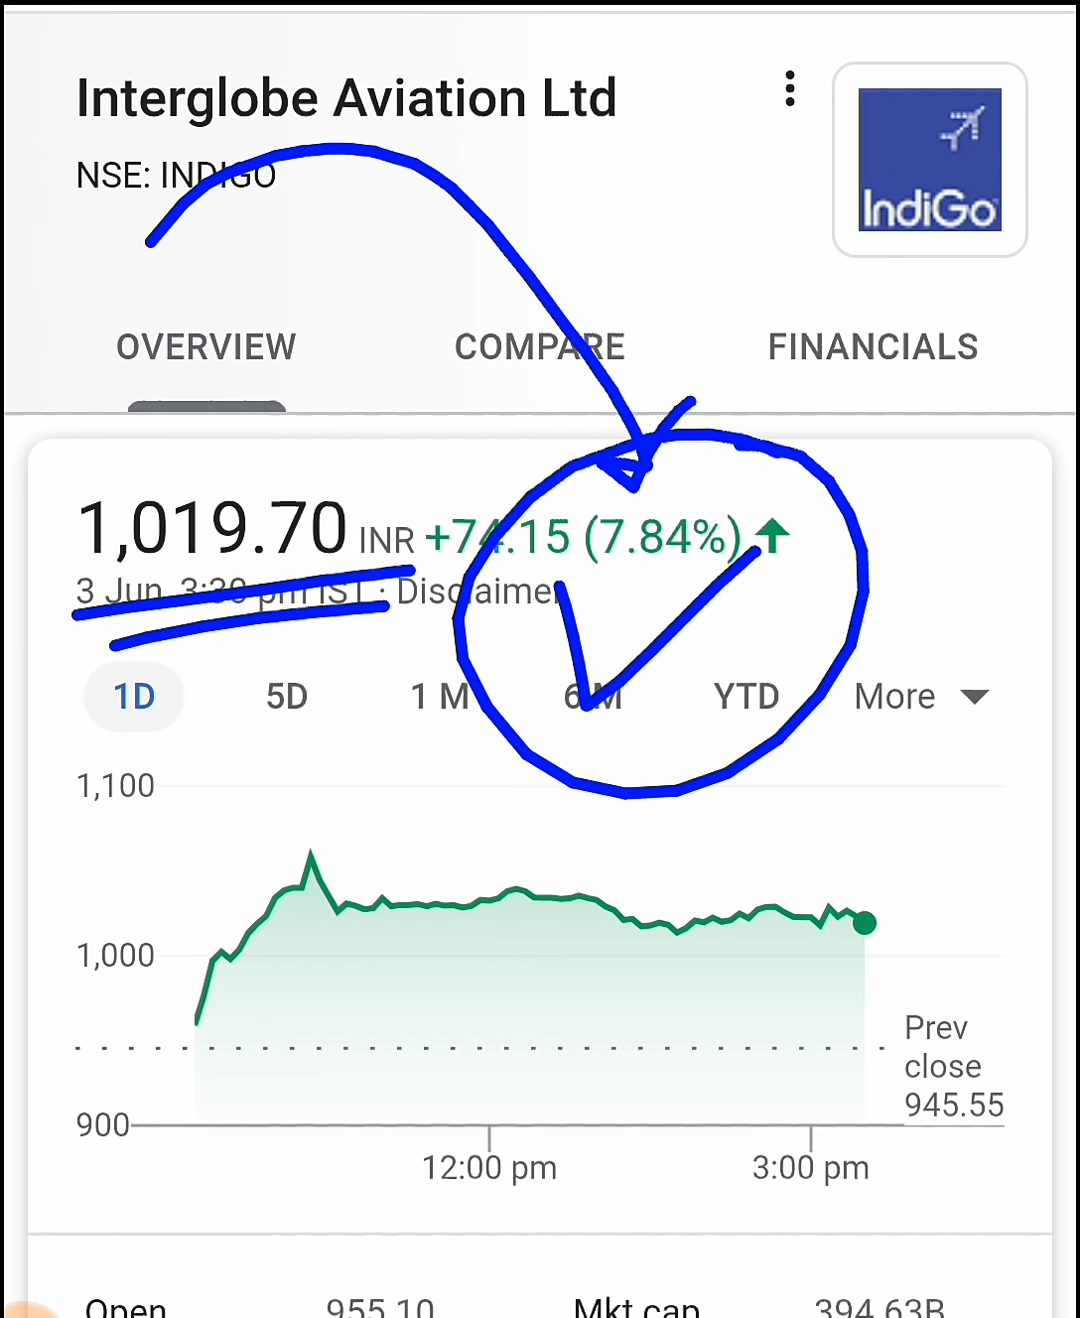 Interglobe Aviation Ltd
NSE: INDIGO
IndiGo
OVERVIEW COMPARE FINANCIALS
1,019.70 INR +74.15 (7.84%)
3 Jun, 3:30 pm IST · Disclaimer
1D 5D 1 M 6 M YTD More
1,100
1,000
Prev
close
945.55
900
12:00 pm 3:00 pm
Open 955.10 Mkt cap 394.63B